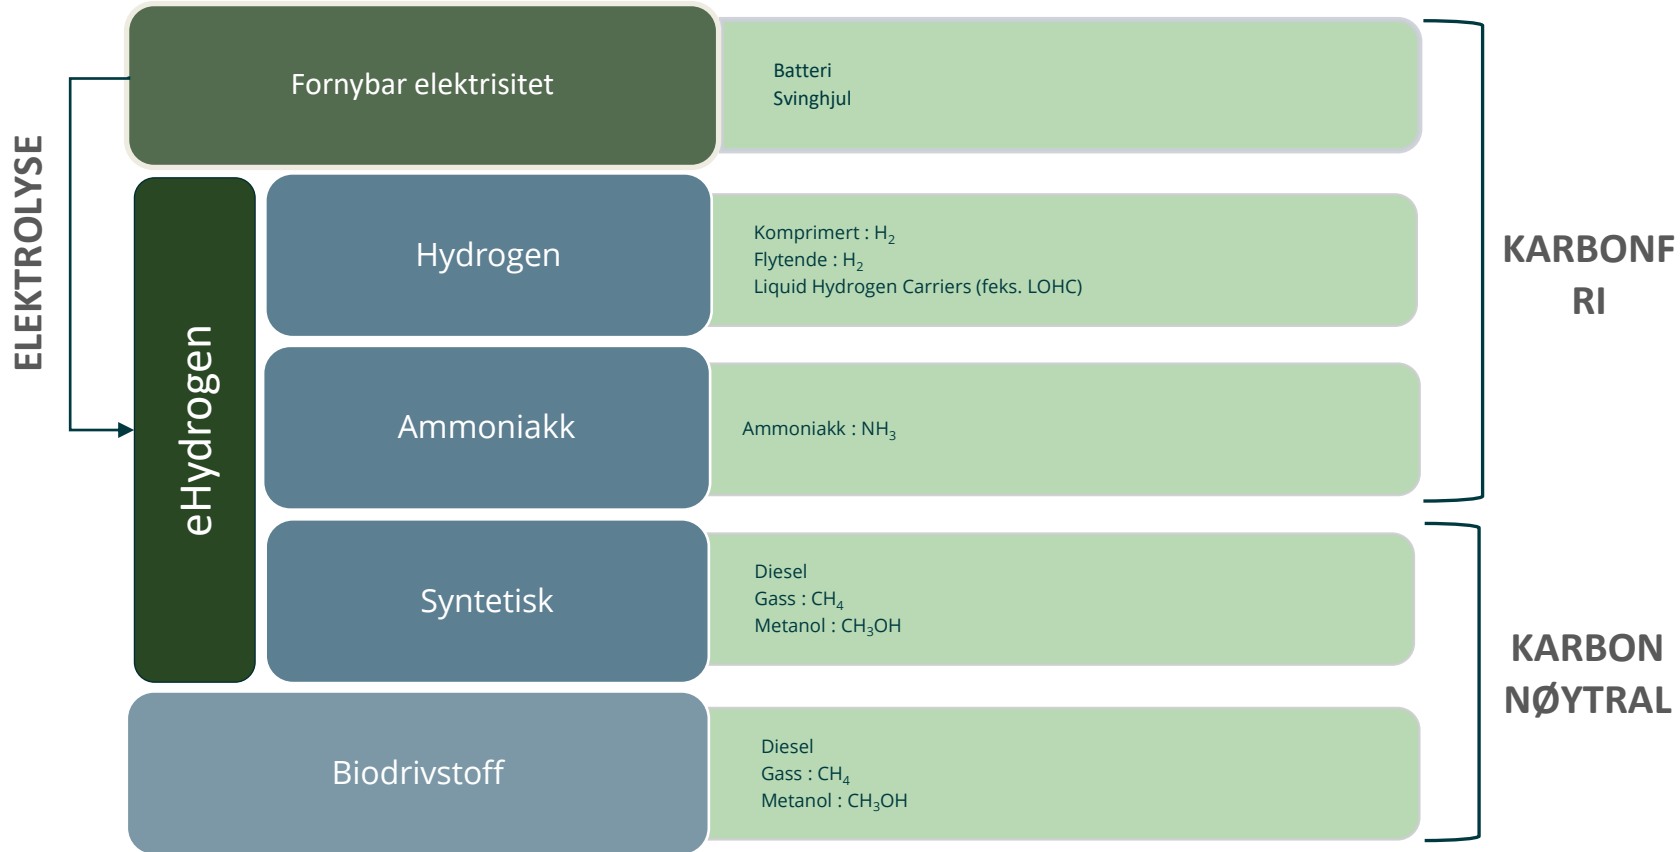 ELEKTROLYSE
Fornybar elektrisitet
Batteri
Svinghjul
eHydrogen
Hydrogen
Komprimert : H₂
Flytende : H₂
Liquid Hydrogen Carriers (feks. LOHC)
KARBONF
RI
Ammoniakk
Ammoniakk : NH₃
Syntetisk
Diesel
Gass : CH₄
Metanol : CH₃OH
KARBON
NØYTRAL
Biodrivstoff
Diesel
Gass : CH₄
Metanol : CH₃OH